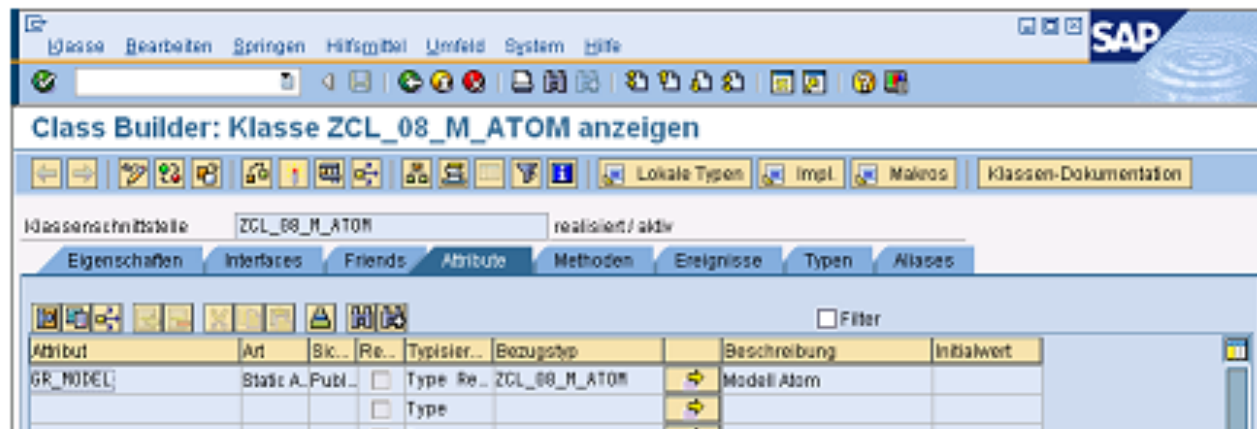 Klasse Bearbeiten Springen Hilfsmittel Umfeld System Hilfe
SAP
Class Builder: Klasse ZCL_08_M_ATOM anzeigen
Lokale Typen Impl. Makros Klassen-Dokumentation
Klassenschnittstelle ZCL_08_M_ATOM realisiert / aktiv
Eigenschaften Interfaces Friends Attribute Methoden Ereignisse Typen Aliases
Filter
Attribut Art Sic... Re... Typisier... Bezugstyp Beschreibung Initialwert
GR_MODEL Static A... Publ... Type Re... ZCL_08_M_ATOM Modell Atom
Type